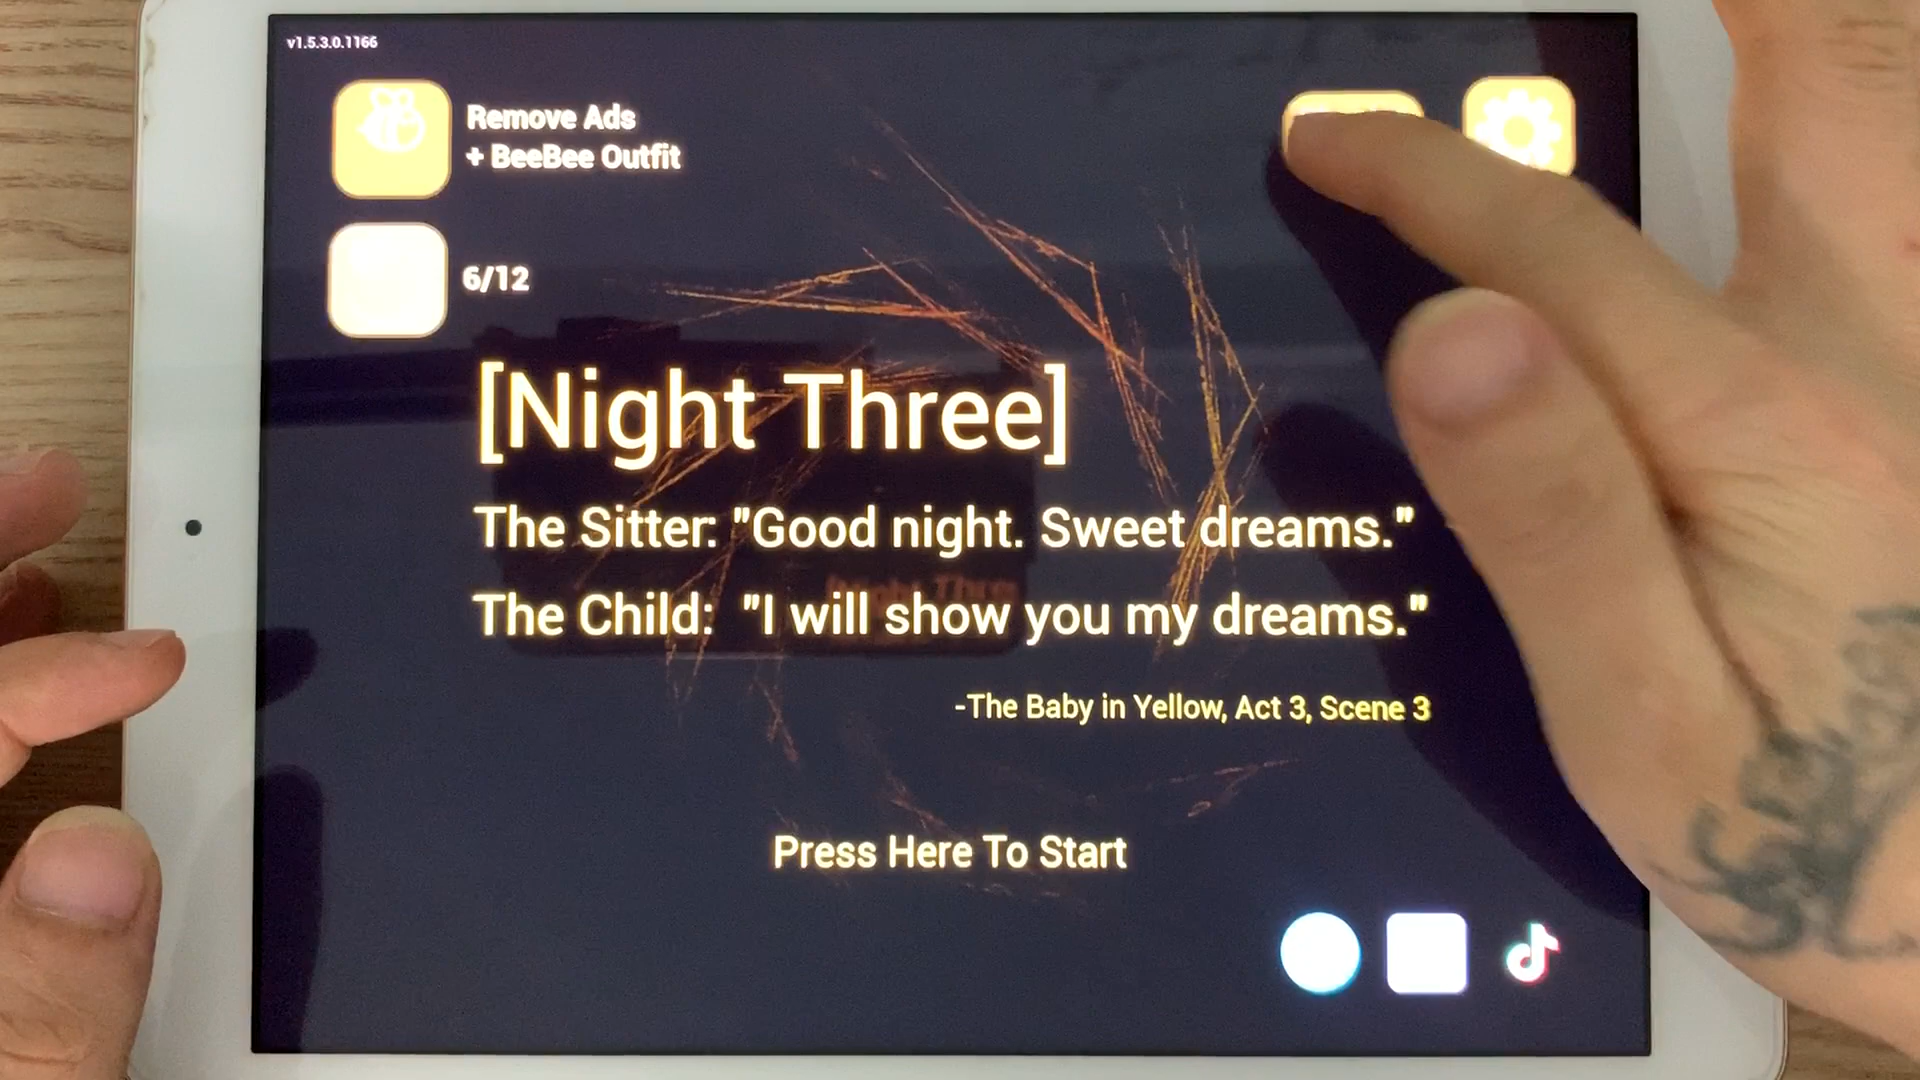 v1.5.3.0.1166
Remove Ads
+ BeeBee Outfit
6/12
[Night Three]
The Sitter: "Good night. Sweet dreams."
The Child: "I will show you my dreams."
-The Baby in Yellow, Act 3, Scene 3
Press Here To Start